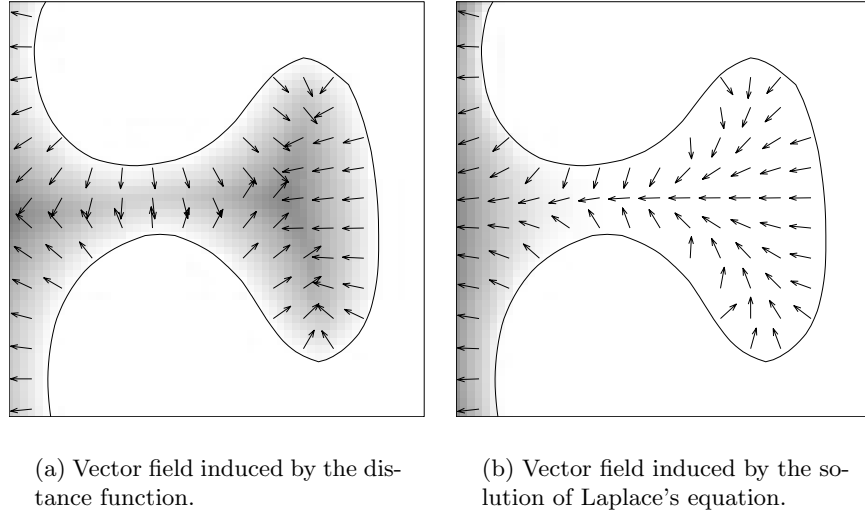 (a) Vector field induced by the dis-
tance function.
(b) Vector field induced by the so-
lution of Laplace's equation.